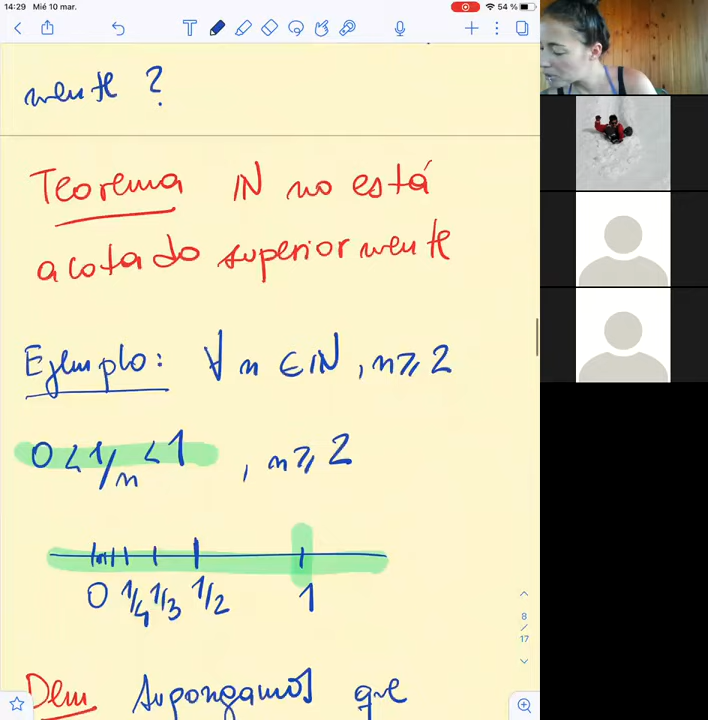 14:29 Mié 10 mar.
54 %
mente ?
Teorema ℕ no está
acotado superiormente
Ejemplo: ∀ n ∈ ℕ, n ⩾ 2
0 < 1/n < 1 , n ⩾ 2
0 1/4 1/3 1/2 1
8
/
17
Dem Supongamos que